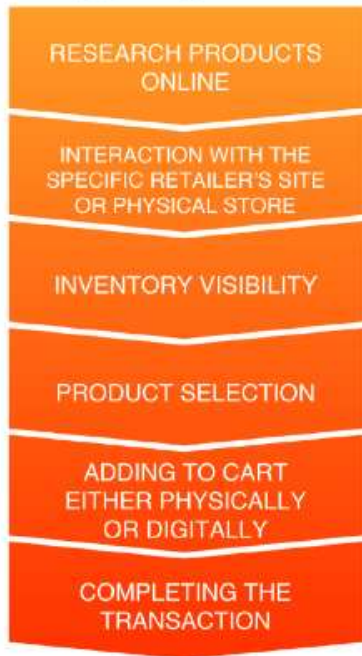 RESEARCH PRODUCTS
ONLINE
INTERACTION WITH THE
SPECIFIC RETAILER'S SITE
OR PHYSICAL STORE
INVENTORY VISIBILITY
PRODUCT SELECTION
ADDING TO CART
EITHER PHYSICALLY
OR DIGITALLY
COMPLETING THE
TRANSACTION